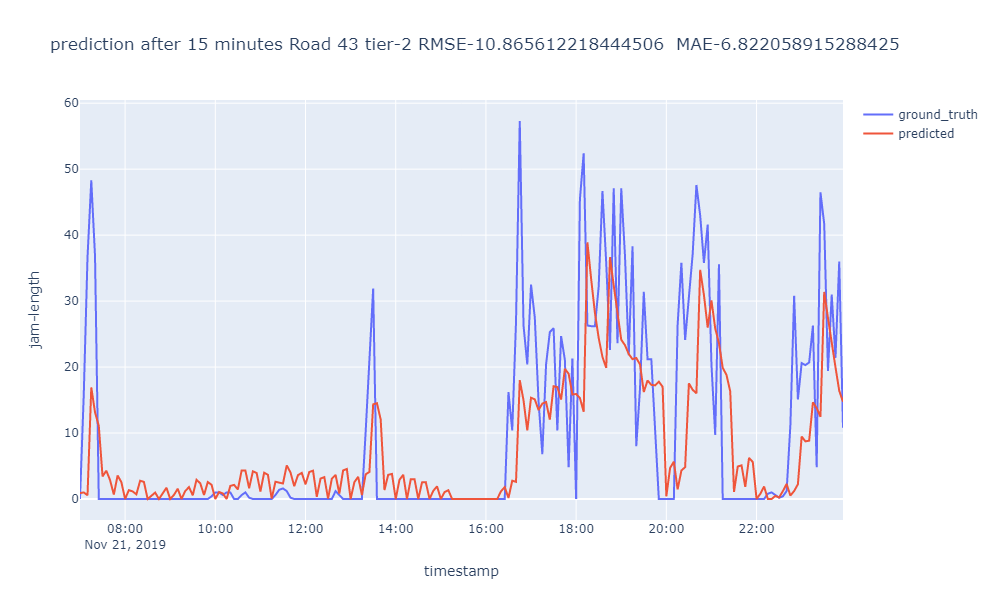 prediction after 15 minutes Road 43 tier-2 RMSE-10.865612218444506  MAE-6.822058915288425
ground_truth
predicted
60
50
40
30
20
10
0
jam-length
08:00 10:00 12:00 14:00 16:00 18:00 20:00 22:00
Nov 21, 2019
timestamp